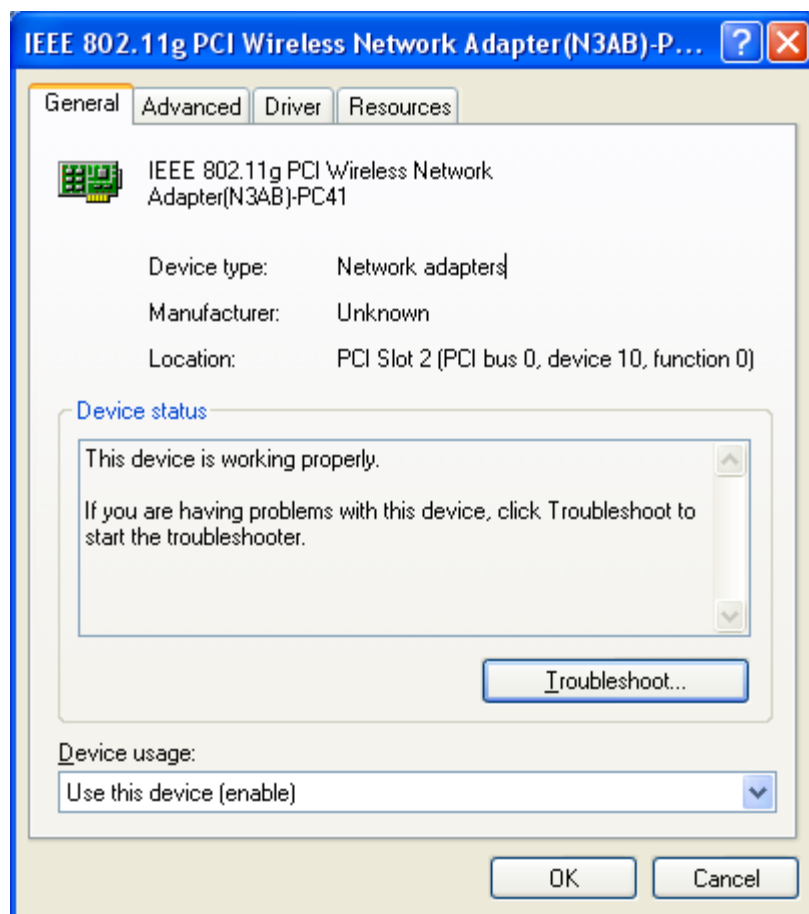 IEEE 802.11g PCI Wireless Network Adapter(N3AB)-P... ?
General Advanced Driver Resources
IEEE 802.11g PCI Wireless Network
Adapter(N3AB)-PC41
Device type: Network adapters
Manufacturer: Unknown
Location: PCI Slot 2 (PCI bus 0, device 10, function 0)
Device status
This device is working properly.
If you are having problems with this device, click Troubleshoot to
start the troubleshooter.
Troubleshoot...
Device usage:
Use this device (enable)
OK Cancel